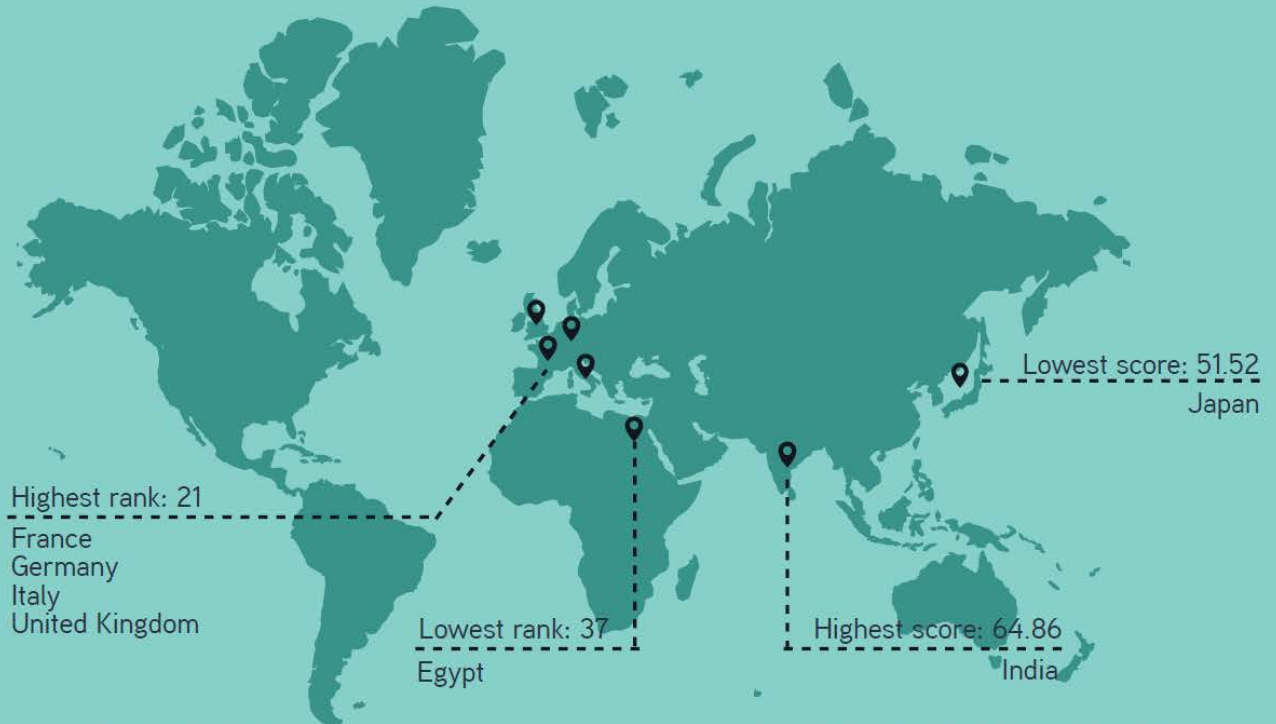 Lowest score: 51.52
Japan
Highest rank: 21
France
Germany
Italy
United Kingdom
Lowest rank: 37
Egypt
Highest score: 64.86
India